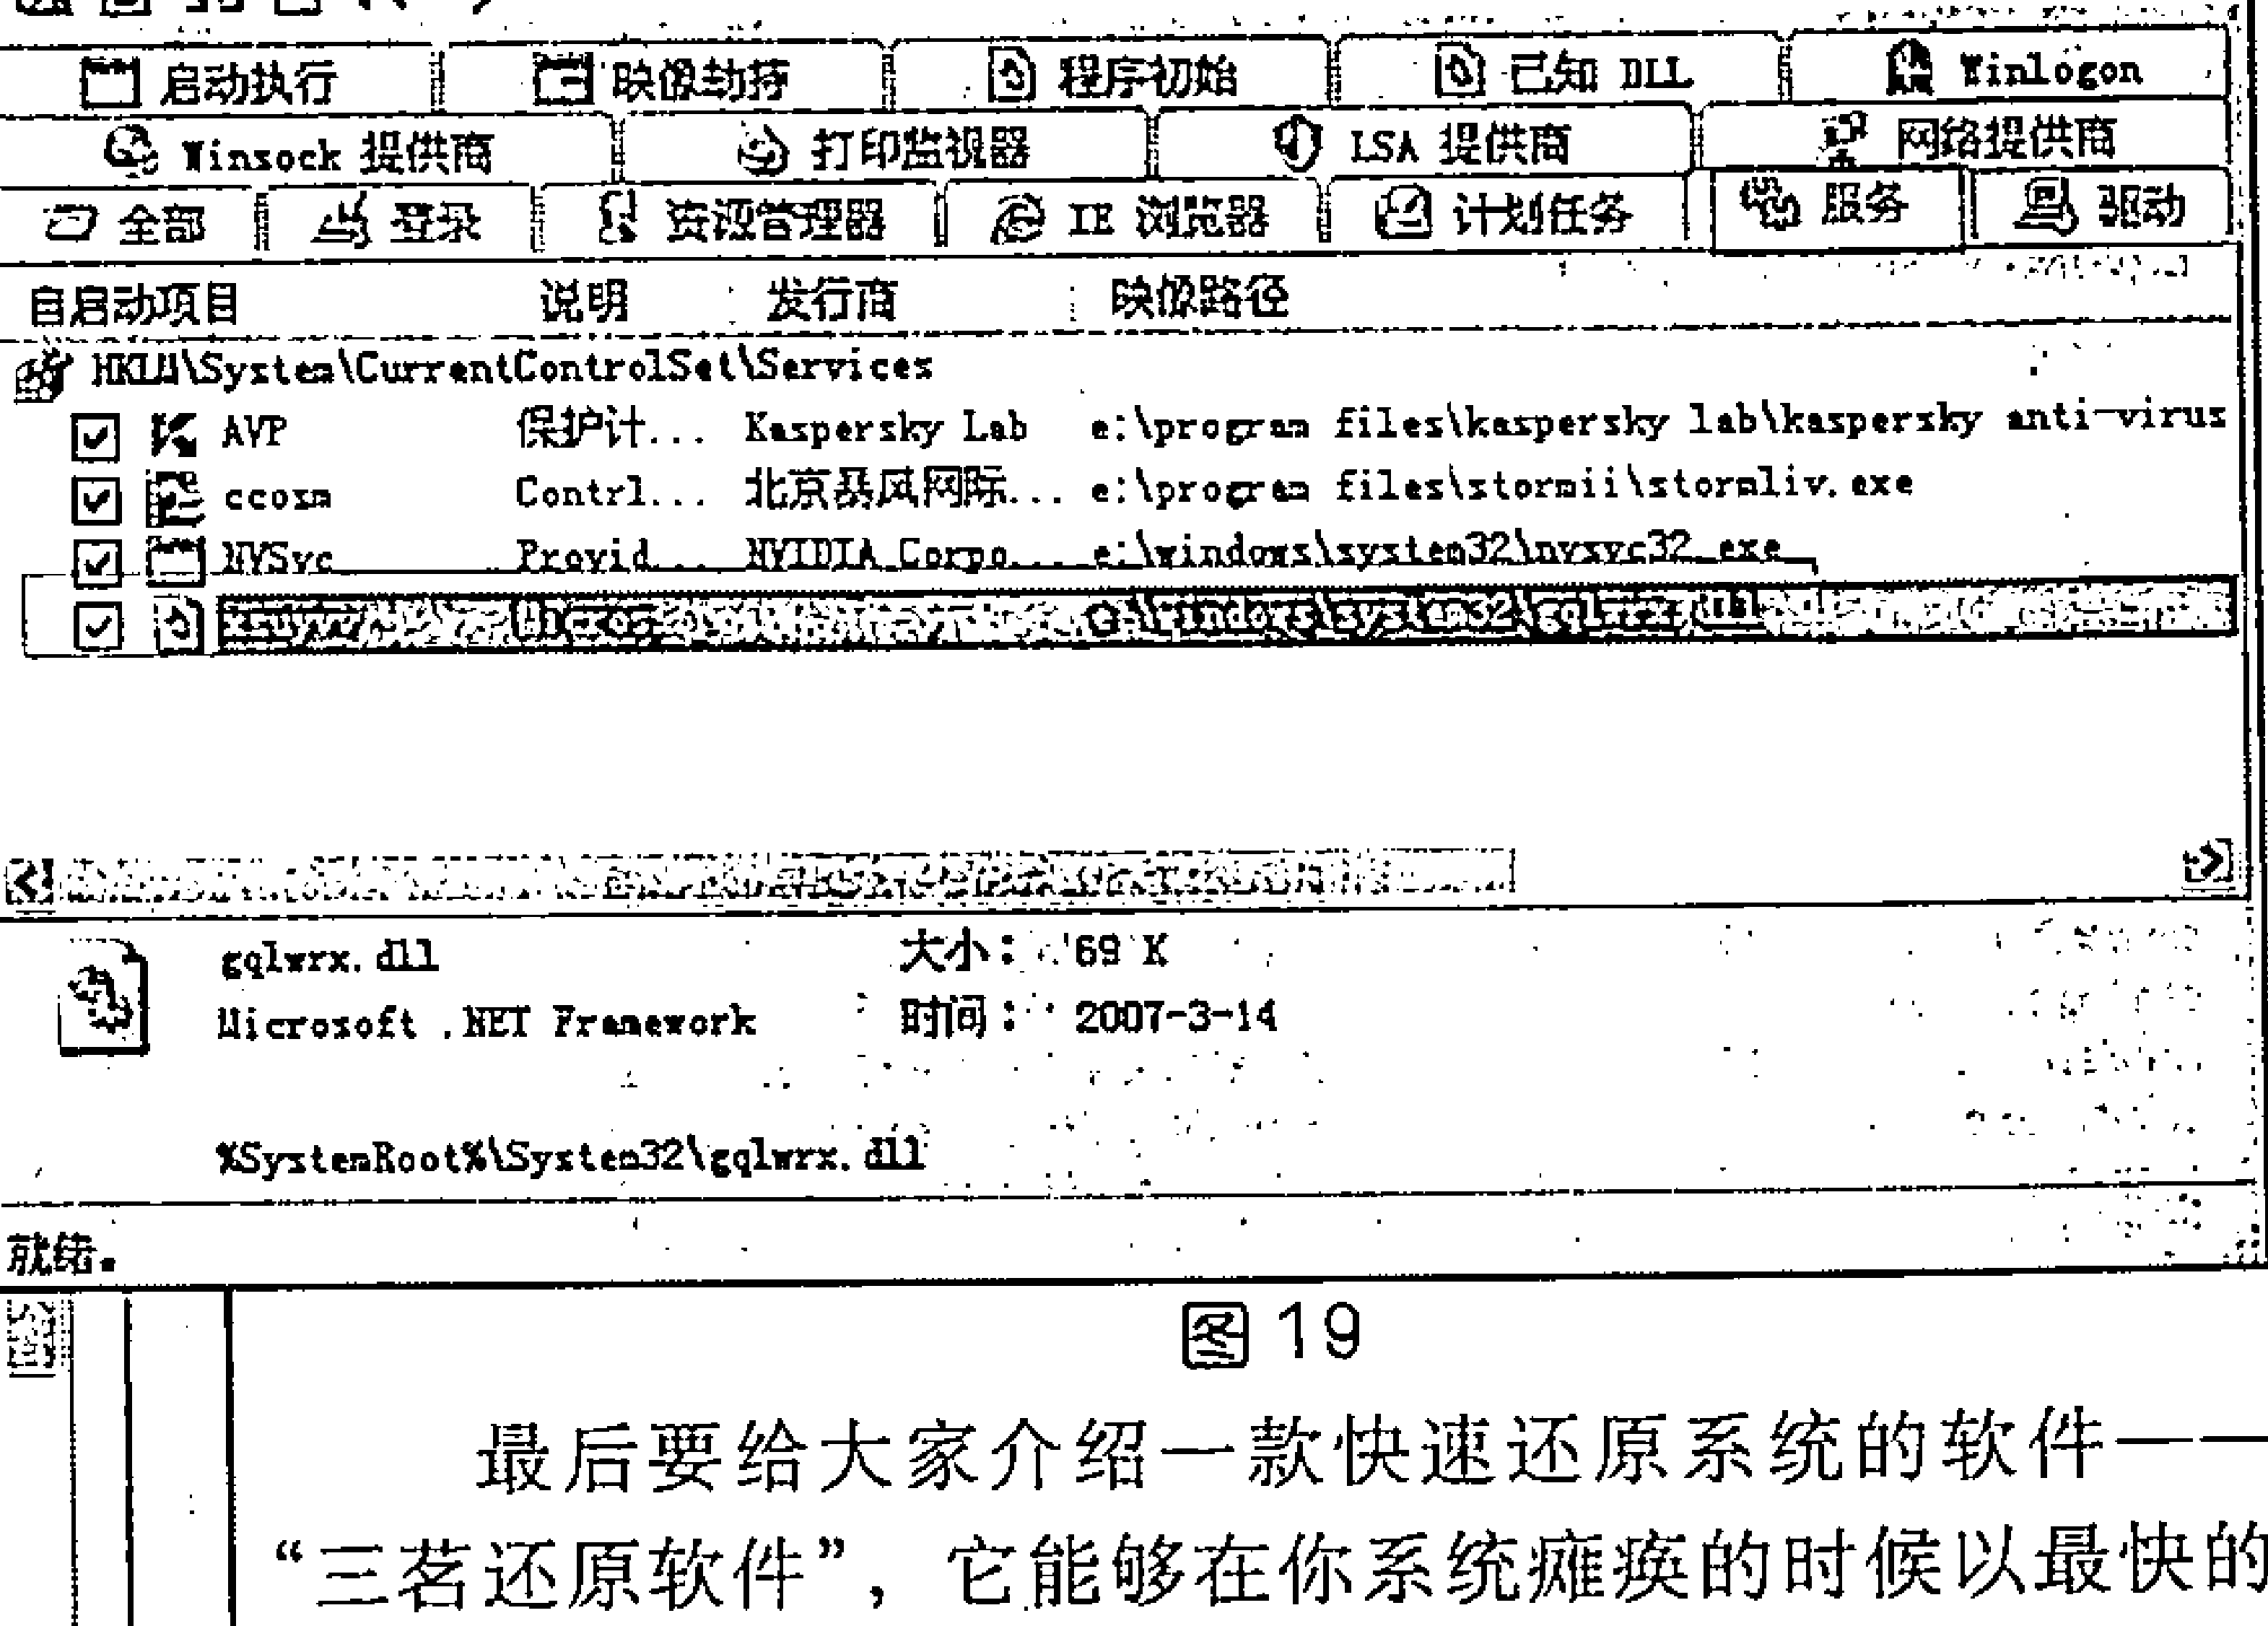 启动执行 映像劫持 程序初始 已知 DLL Winlogon
Winsock 提供商 打印监视器 LSA 提供商 网络提供商
全部 登录 资源管理器 IE 浏览器 计划任务 服务 驱动
自启动项目 说明 发行商 映像路径
HKLM\System\CurrentControlSet\Services
AVP 保护计... Kaspersky Lab e:\program files\kaspersky lab\kaspersky anti-virus
ccosm Contrl... 北京暴风网际... e:\program files\stormii\stormliv.exe
NVSvc Provid... NVIDIA Corpo... e:\windows\system32\nvsvc32.exe
e:\windows\system32\gqlwrx.dll
gqlwrx.dll 大小： 69 K
Microsoft .NET Framework 时间： 2007-3-14
%SystemRoot%\System32\gqlwrx.dll
就绪。
图 19
最后要给大家介绍一款快速还原系统的软件——
“三茗还原软件”，它能够在你系统瘫痪的时候以最快的